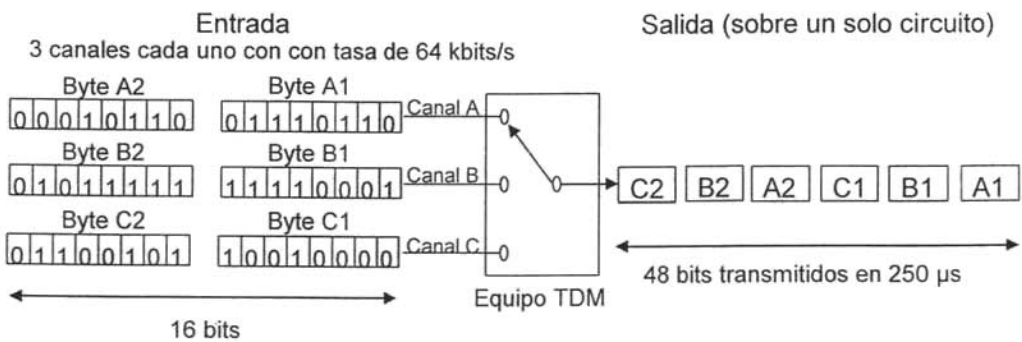 Entrada
Salida (sobre un solo circuito)
3 canales cada uno con con tasa de 64 kbits/s
Byte A2
Byte A1
0 0 0 1 0 1 1 0
0 1 1 1 0 1 1 0
Canal A
Byte B2
Byte B1
0 1 0 1 1 1 1 1
1 1 1 1 0 0 0 1
Canal B
C2 B2 A2 C1 B1 A1
Byte C2
Byte C1
0 1 1 0 0 1 0 1
1 0 0 1 0 0 0 0
Canal C
48 bits transmitidos en 250 µs
Equipo TDM
16 bits